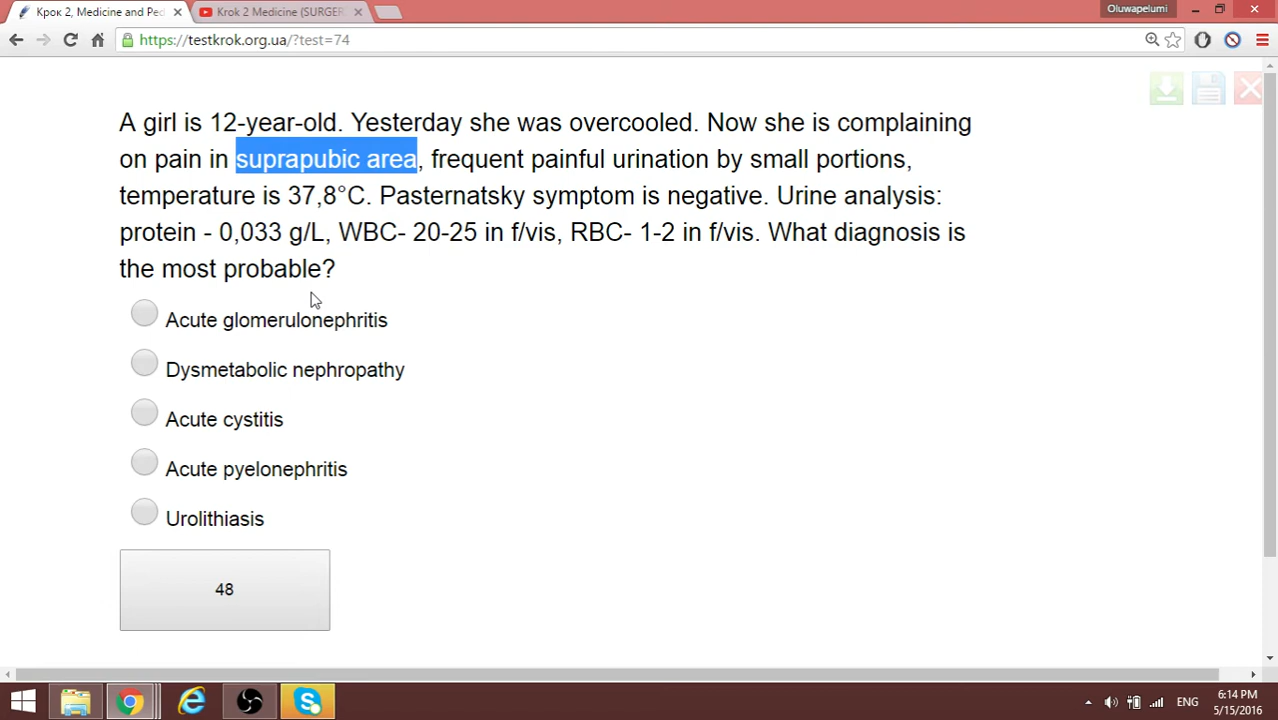 Крок 2, Medicine and Ped
Krok 2 Medicine (SURGER
Oluwapelumi
https://testkrok.org.ua/?test=74
A girl is 12-year-old. Yesterday she was overcooled. Now she is complaining
on pain in suprapubic area, frequent painful urination by small portions,
temperature is 37,8°C. Pasternatsky symptom is negative. Urine analysis:
protein - 0,033 g/L, WBC- 20-25 in f/vis, RBC- 1-2 in f/vis. What diagnosis is
the most probable?
Acute glomerulonephritis
Dysmetabolic nephropathy
Acute cystitis
Acute pyelonephritis
Urolithiasis
48
ENG
6:14 PM
5/15/2016